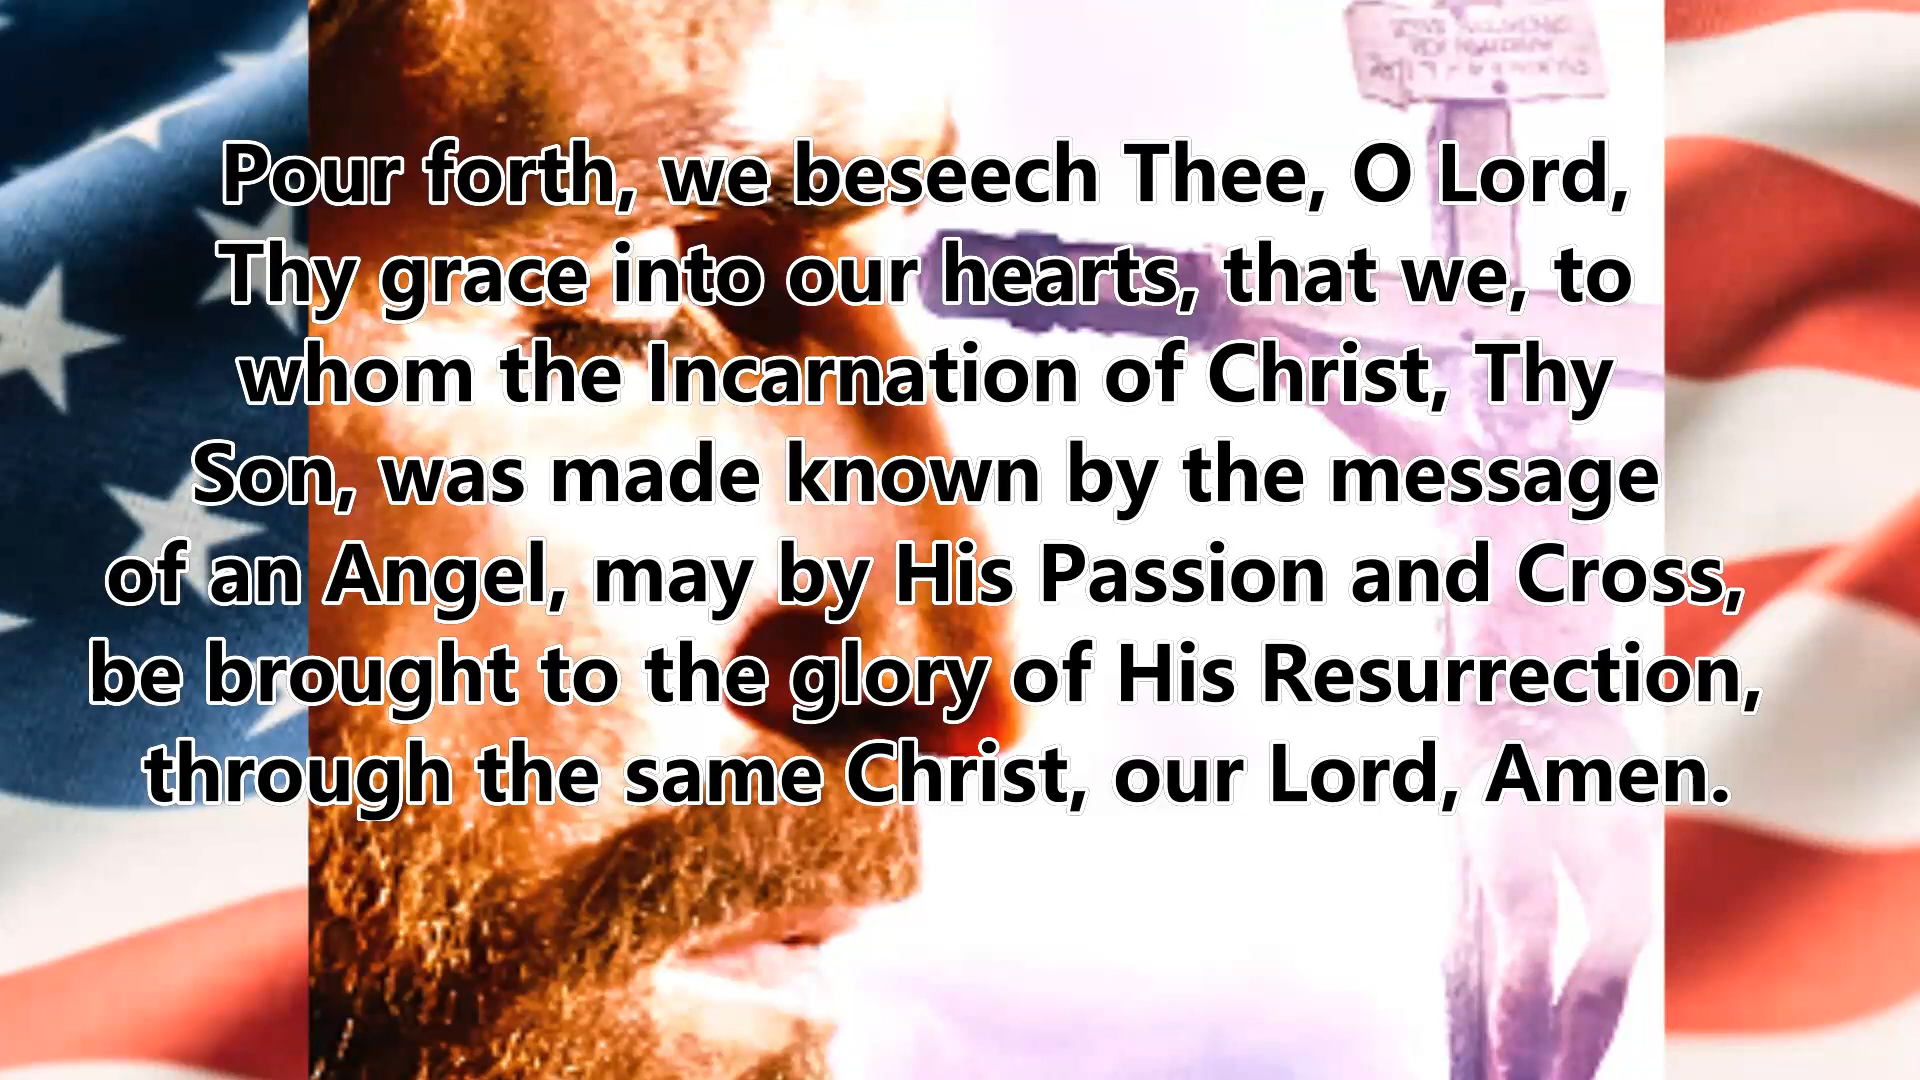 Pour forth, we beseech Thee, O Lord,
Thy grace into our hearts, that we, to
whom the Incarnation of Christ, Thy
Son, was made known by the message
of an Angel, may by His Passion and Cross,
be brought to the glory of His Resurrection,
through the same Christ, our Lord, Amen.